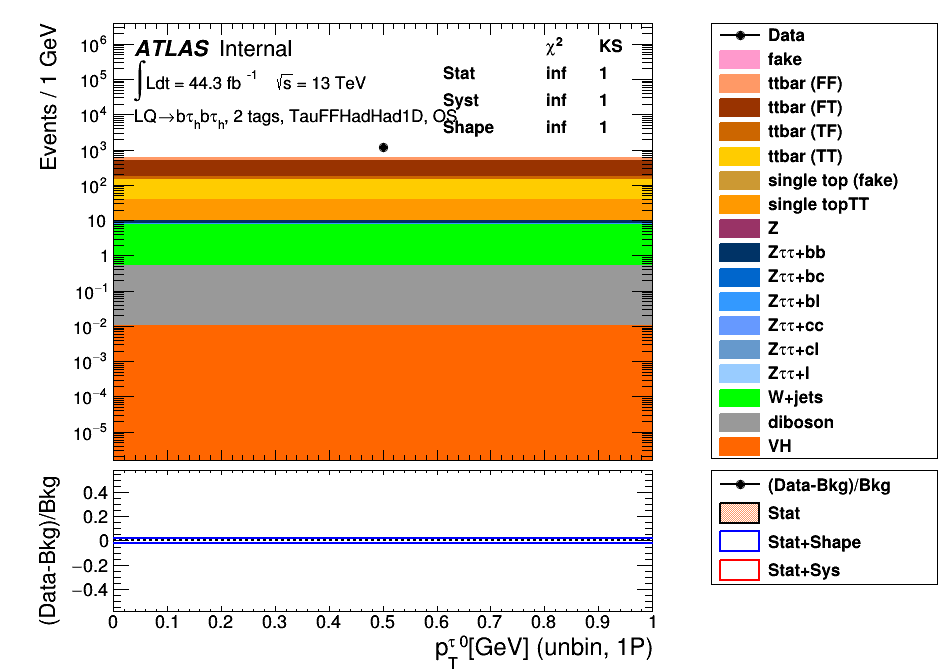 Events / 1 GeV
10⁶
10⁵
10⁴
10³
10²
10
1
10⁻¹
10⁻²
10⁻³
10⁻⁴
10⁻⁵
ATLAS Internal
∫Ldt = 44.3 fb⁻¹ √s = 13 TeV
LQ→bτ_h bτ_h, 2 tags, TauFFHadHad1D, OS
χ² KS
Stat inf 1
Syst inf 1
Shape inf 1
Data
fake
ttbar (FF)
ttbar (FT)
ttbar (TF)
ttbar (TT)
single top (fake)
single topTT
Z
Zττ+bb
Zττ+bc
Zττ+bl
Zττ+cc
Zττ+cl
Zττ+l
W+jets
diboson
VH
(Data-Bkg)/Bkg
0.4
0.2
0
−0.2
−0.4
0 0.1 0.2 0.3 0.4 0.5 0.6 0.7 0.8 0.9 1
p_T^τ0[GeV] (unbin, 1P)
(Data-Bkg)/Bkg
Stat
Stat+Shape
Stat+Sys